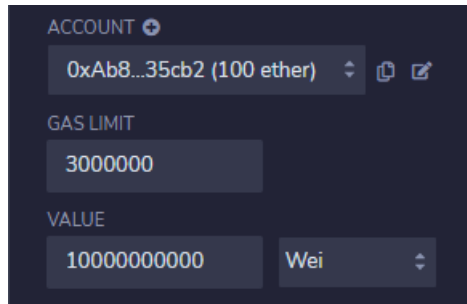 ACCOUNT
0xAb8...35cb2 (100 ether)
GAS LIMIT
3000000
VALUE
10000000000 Wei